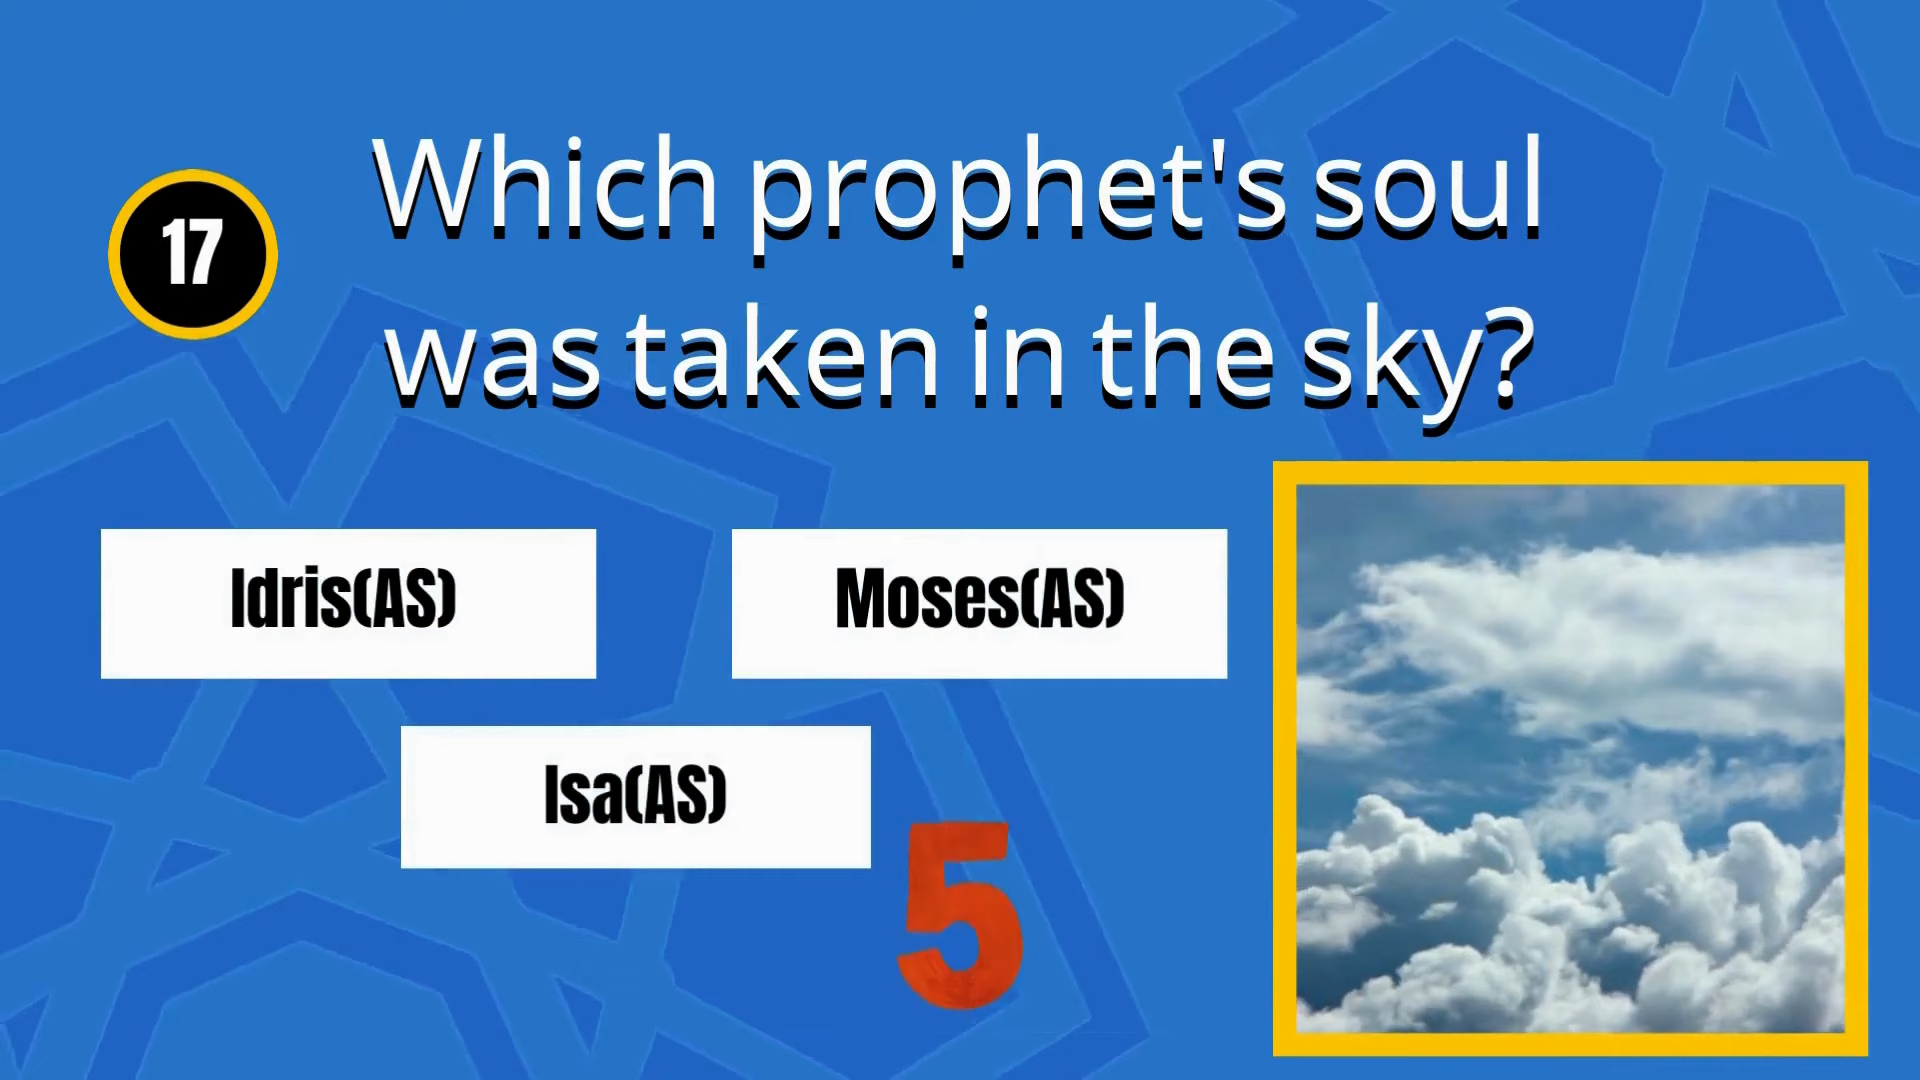 17
Which prophet's soul
was taken in the sky?
Idris(AS)
Moses(AS)
Isa(AS)
5